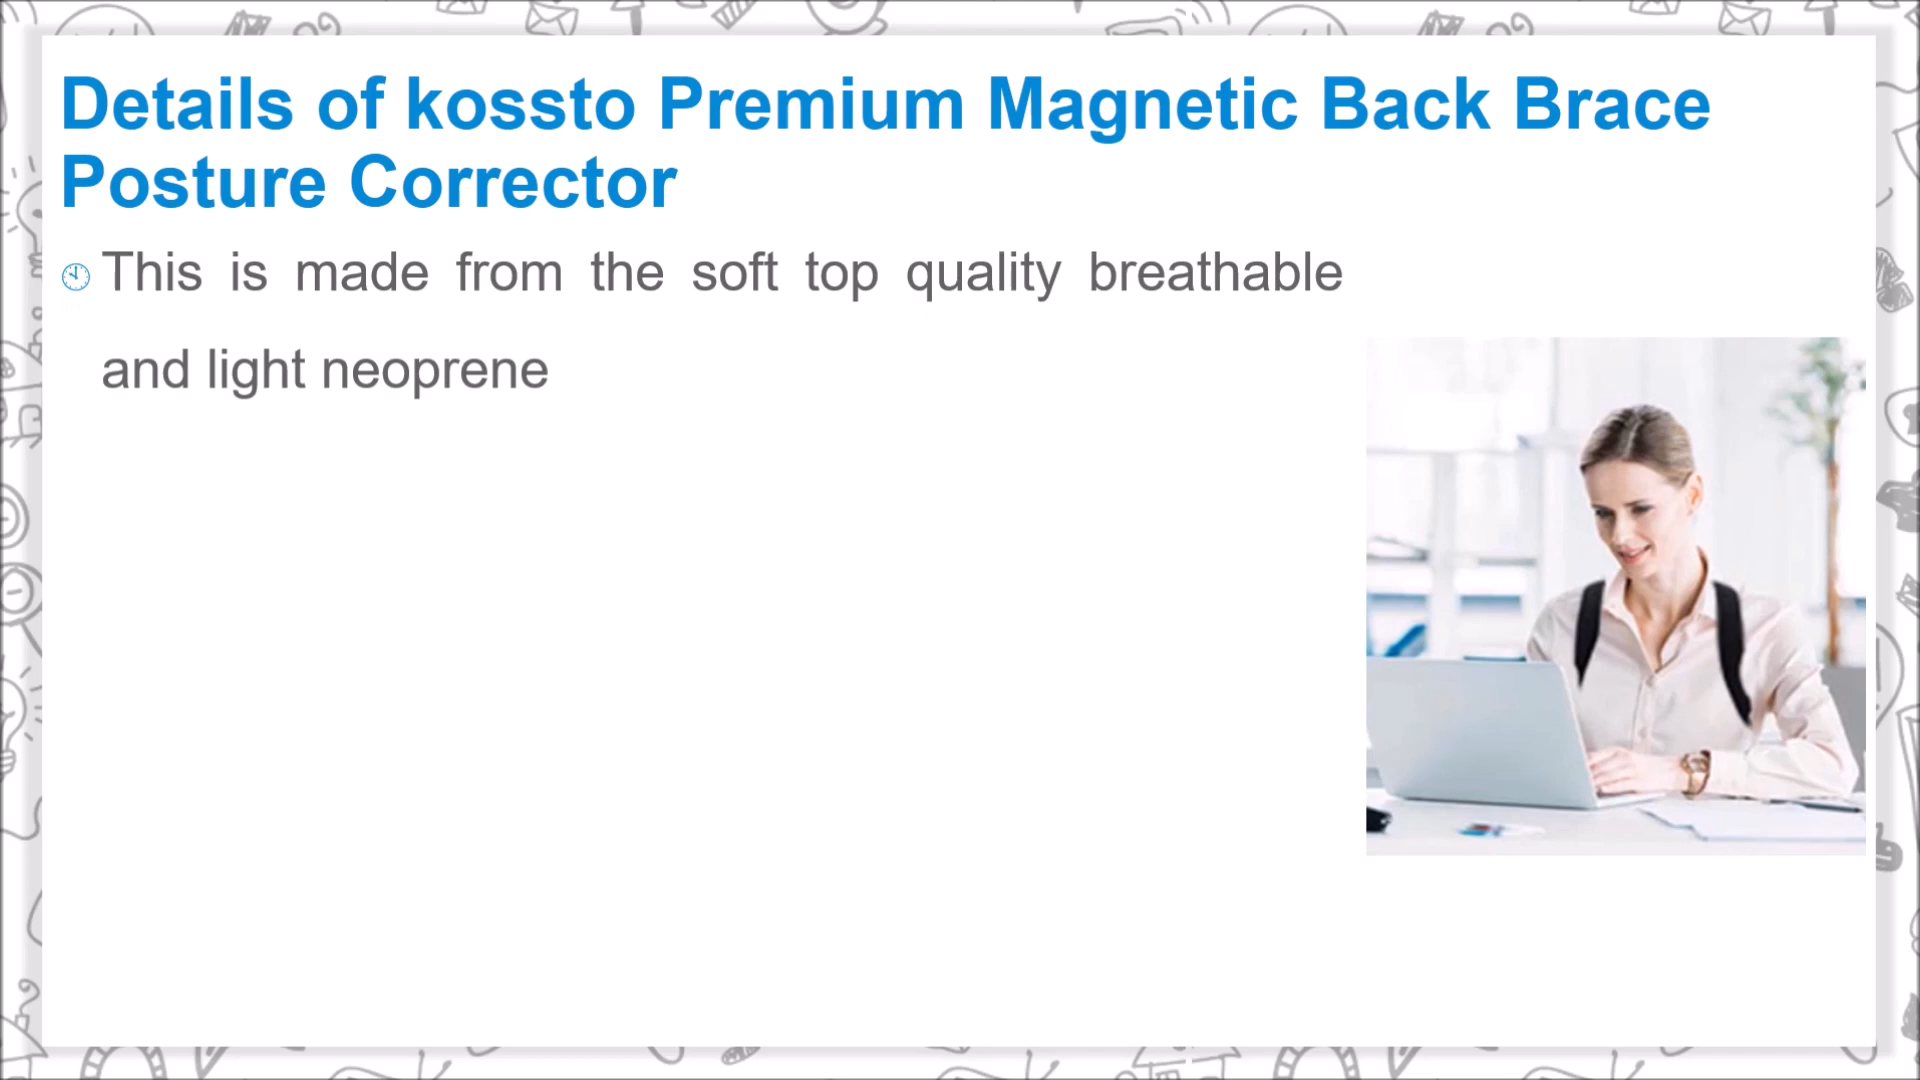 Details of kossto Premium Magnetic Back Brace
Posture Corrector
This is made from the soft top quality breathable
and light neoprene